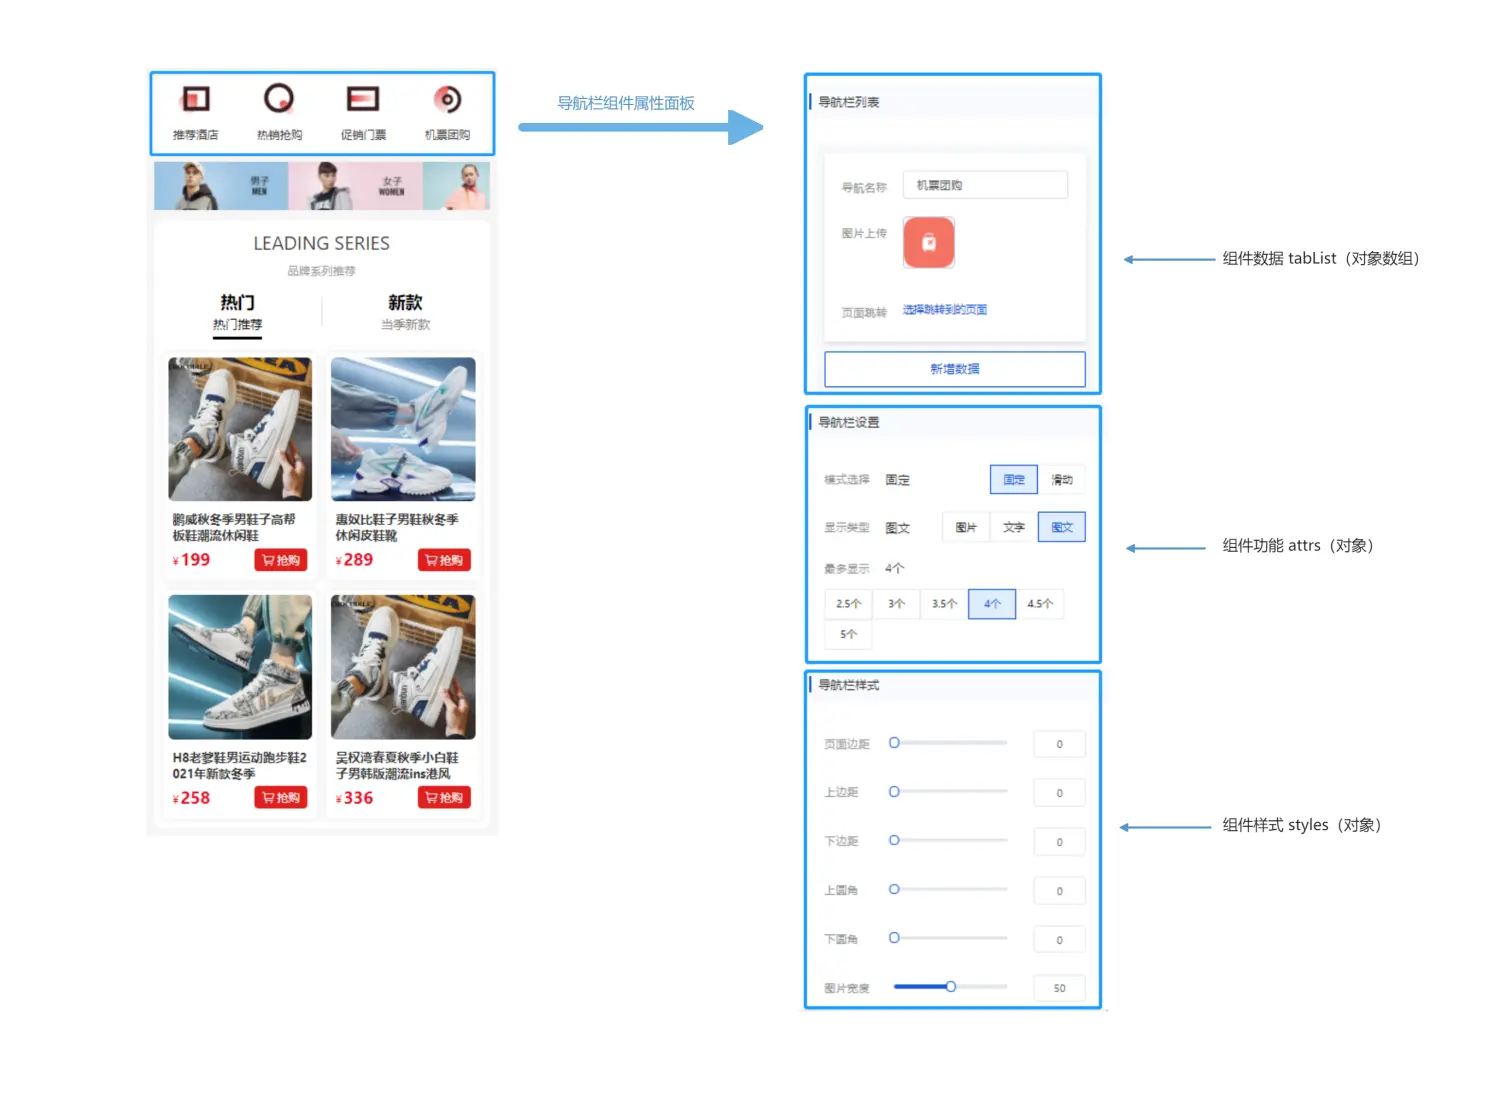 推荐酒店
热销抢购
促销门票
机票团购
男子
MEN
女子
WOMEN
LEADING SERIES
品牌系列推荐
热门
新款
热门推荐
当季新款
鹏威秋冬季男鞋子高帮
板鞋潮流休闲鞋
¥199
抢购
惠奴比鞋子男鞋秋冬季
休闲皮鞋靴
¥289
抢购
H8老爹鞋男运动跑步鞋2
021年新款冬季
¥258
抢购
吴权湾春夏秋季小白鞋
子男韩版潮流ins港风
¥336
抢购
导航栏组件属性面板
导航栏列表
导航名称
机票团购
图片上传
页面跳转
选择跳转到的页面
新增数据
组件数据 tabList（对象数组）
导航栏设置
模式选择 固定 固定 滑动
显示类型 图文 图片 文字 图文
最多显示 4个
2.5个 3个 3.5个 4个 4.5个
5个
组件功能 attrs（对象）
导航栏样式
页面边距 0
上边距 0
下边距 0
上圆角 0
下圆角 0
图片宽度 50
组件样式 styles（对象）